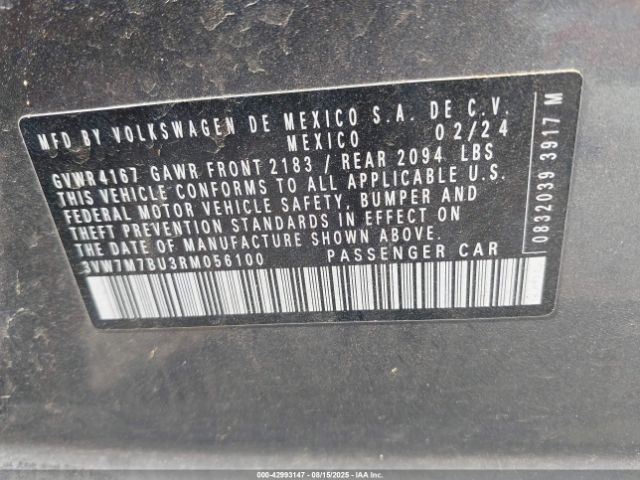 MFD BY VOLKSWAGEN DE MEXICO S.A. DE C.V.
MEXICO 02/24
GVWR4167 GAWR FRONT 2183 / REAR 2094 LBS
THIS VEHICLE CONFORMS TO ALL APPLICABLE U.S.
FEDERAL MOTOR VEHICLE SAFETY, BUMPER AND
THEFT PREVENTION STANDARDS IN EFFECT ON
THE DATE OF MANUFACTURE SHOWN ABOVE.
3VW7M7BU3RM056100 PASSENGER CAR
0832039 3917 M
000-42993147 - 08/15/2025 - IAA Inc.